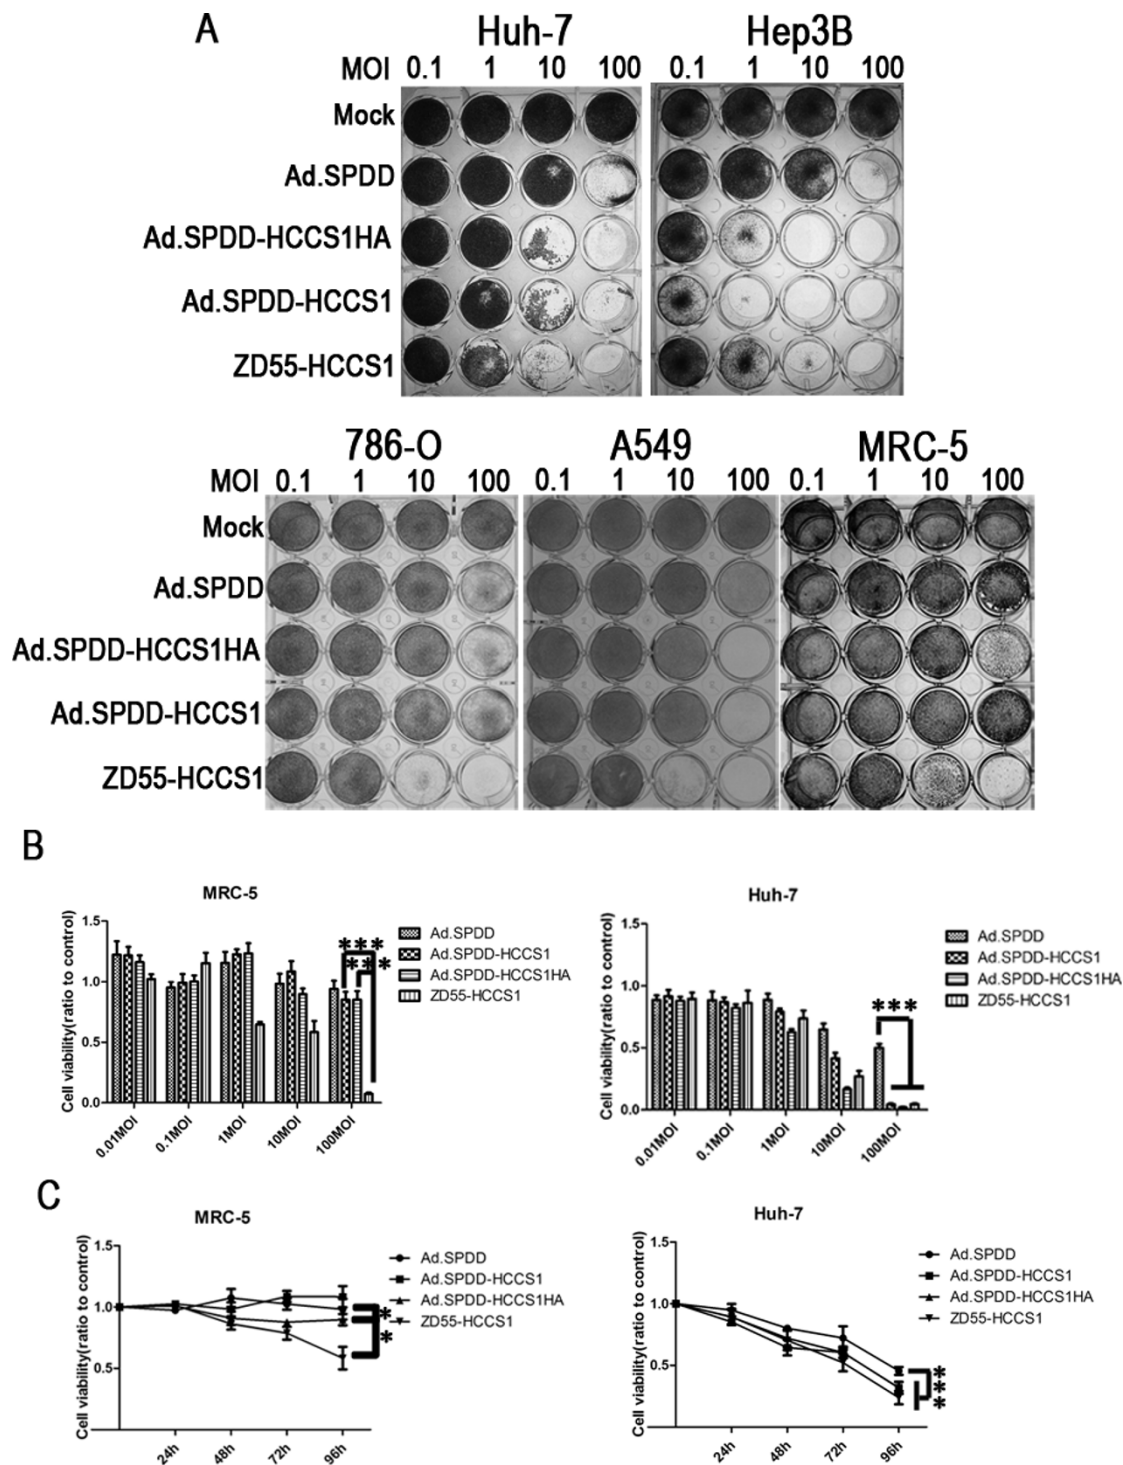 A
Huh-7 Hep3B
MOI 0.1 1 10 100 0.1 1 10 100
Mock
Ad.SPDD
Ad.SPDD-HCCS1HA
Ad.SPDD-HCCS1
ZD55-HCCS1
786-O A549 MRC-5
MOI 0.1 1 10 100 0.1 1 10 100 0.1 1 10 100
Mock
Ad.SPDD
Ad.SPDD-HCCS1HA
Ad.SPDD-HCCS1
ZD55-HCCS1
B
MRC-5
Cell viability(ratio to control)
1.5
1.0
0.5
0.0
0.01MOI 0.1MOI 1MOI 10MOI 100MOI
***
***
Ad.SPDD
Ad.SPDD-HCCS1
Ad.SPDD-HCCS1HA
ZD55-HCCS1
Huh-7
Cell viability(ratio to control)
1.5
1.0
0.5
0.0
0.01MOI 0.1MOI 1MOI 10MOI 100MOI
***
Ad.SPDD
Ad.SPDD-HCCS1
Ad.SPDD-HCCS1HA
ZD55-HCCS1
C
MRC-5
Cell viability(ratio to control)
1.5
1.0
0.5
24h 48h 72h 96h
*
*
Ad.SPDD
Ad.SPDD-HCCS1
Ad.SPDD-HCCS1HA
ZD55-HCCS1
Huh-7
Cell viability(ratio to control)
1.5
1.0
0.5
24h 48h 72h 96h
***
Ad.SPDD
Ad.SPDD-HCCS1
Ad.SPDD-HCCS1HA
ZD55-HCCS1